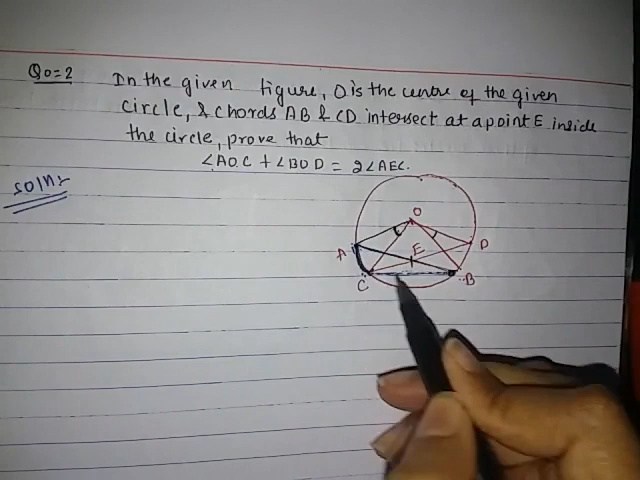 Qo=2 In the given figure, O is the centre of the given
circle, & chords AB & CD intersect at a point E inside
the circle, prove that
∠AOC + ∠BOD = 2∠AEC.
Soln:
O
A
E
D
C
B